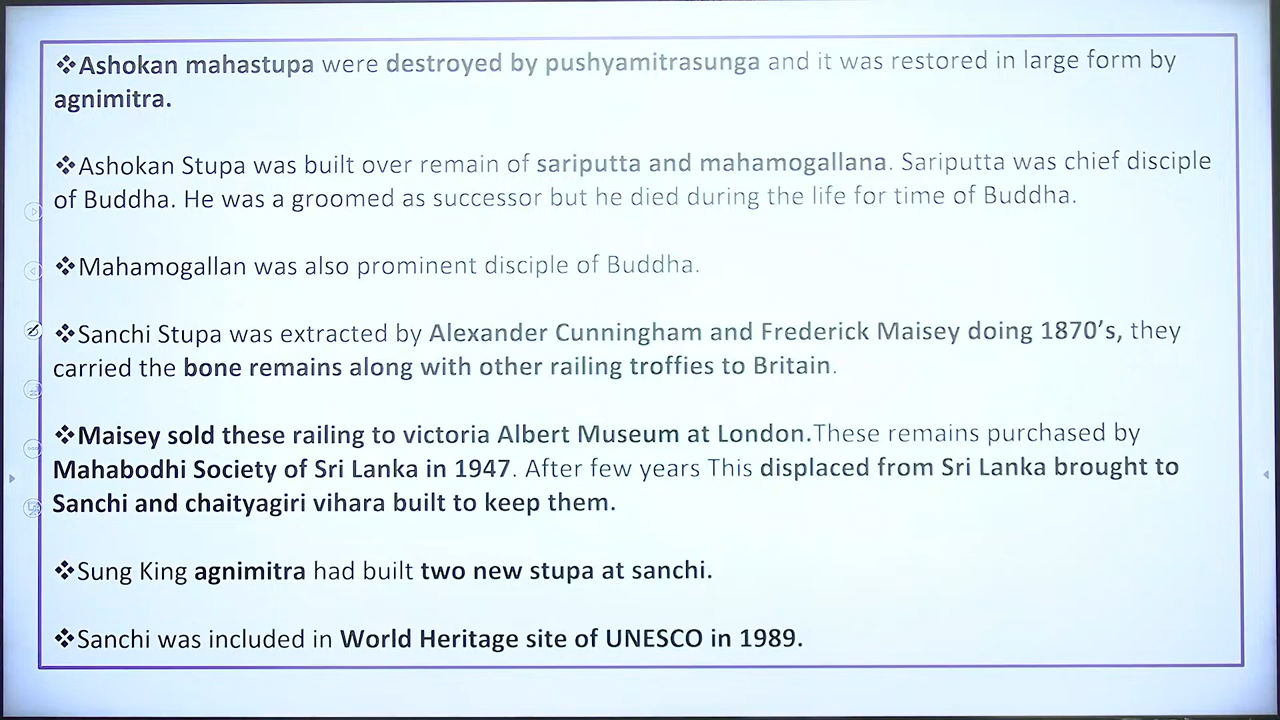 ❖Ashokan mahastupa were destroyed by pushyamitrasunga and it was restored in large form by
agnimitra.
❖Ashokan Stupa was built over remain of sariputta and mahamogallana. Sariputta was chief disciple
of Buddha. He was a groomed as successor but he died during the life for time of Buddha.
❖Mahamogallan was also prominent disciple of Buddha.
❖Sanchi Stupa was extracted by Alexander Cunningham and Frederick Maisey doing 1870’s, they
carried the bone remains along with other railing troffies to Britain.
❖Maisey sold these railing to victoria Albert Museum at London.These remains purchased by
Mahabodhi Society of Sri Lanka in 1947. After few years This displaced from Sri Lanka brought to
Sanchi and chaityagiri vihara built to keep them.
❖Sung King agnimitra had built two new stupa at sanchi.
❖Sanchi was included in World Heritage site of UNESCO in 1989.